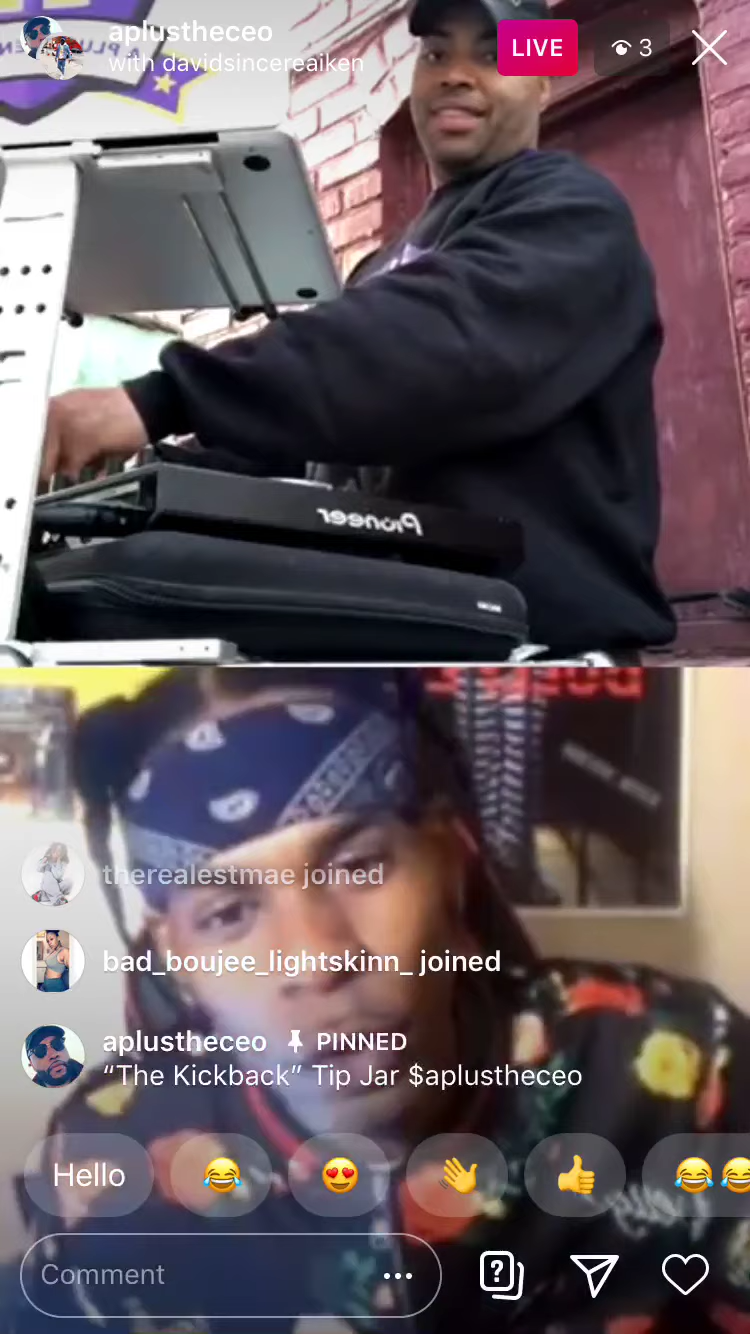 aplustheceo
with davidsincereaiken
LIVE
3
Pioneer
therealestmae joined
bad_boujee_lightskinn_ joined
aplustheceo PINNED
“The Kickback” Tip Jar $aplustheceo
Hello
Comment